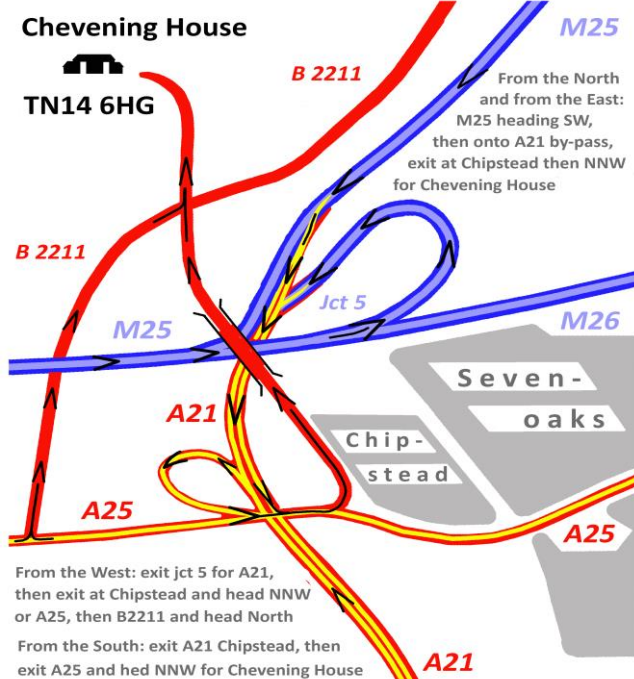 Chevening House
TN14 6HG
B 2211
M25
From the North
and from the East:
M25 heading SW,
then onto A21 by-pass,
exit at Chipstead then NNW
for Chevening House
B 2211
Jct 5
M25
M26
A21
Seven-
oaks
Chip-
stead
A25
A25
From the West: exit jct 5 for A21,
then exit at Chipstead and head NNW
or A25, then B2211 and head North
From the South: exit A21 Chipstead, then
exit A25 and hed NNW for Chevening House
A21